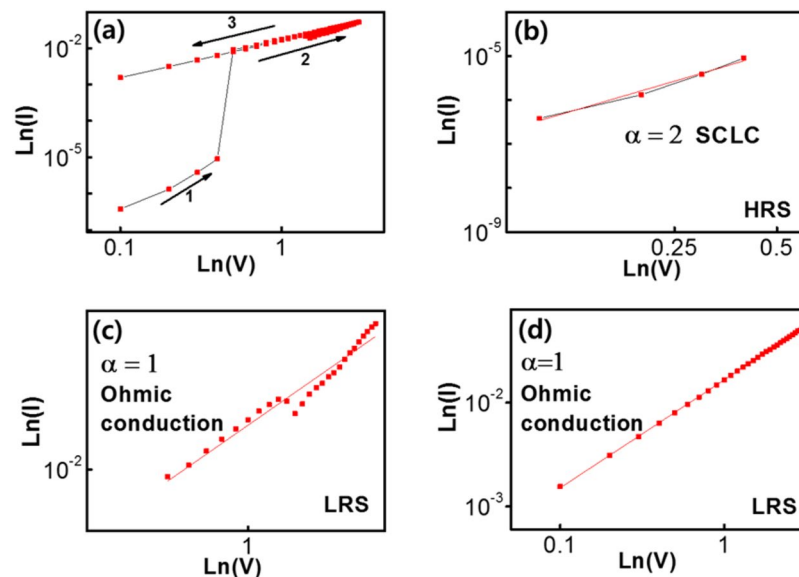 (a)
3
2
1
10⁻²
10⁻⁵
Ln(I)
0.1
1
Ln(V)
(b)
α = 2 SCLC
HRS
10⁻⁵
10⁻⁹
Ln(I)
0.25
0.5
Ln(V)
(c)
α = 1
Ohmic
conduction
LRS
10⁻²
Ln(I)
1
Ln(V)
(d)
α=1
Ohmic
conduction
LRS
10⁻²
10⁻³
Ln(I)
0.1
1
Ln(V)